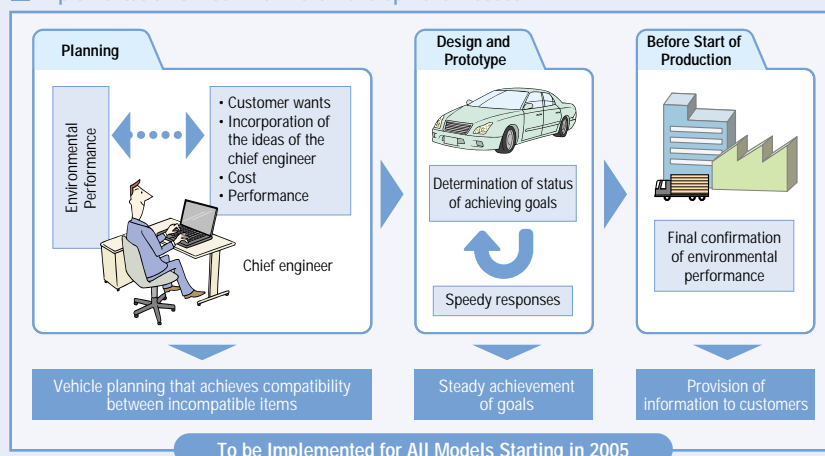 Planning
Environmental
Performance
• Customer wants
• Incorporation of
the ideas of the
chief engineer
• Cost
• Performance
Chief engineer
Vehicle planning that achieves compatibility
between incompatible items
Design and
Prototype
Determination of status
of achieving goals
Speedy responses
Steady achievement
of goals
Before Start of
Production
Final confirmation
of environmental
performance
Provision of
information to customers
To be Implemented for All Models Starting in 2005